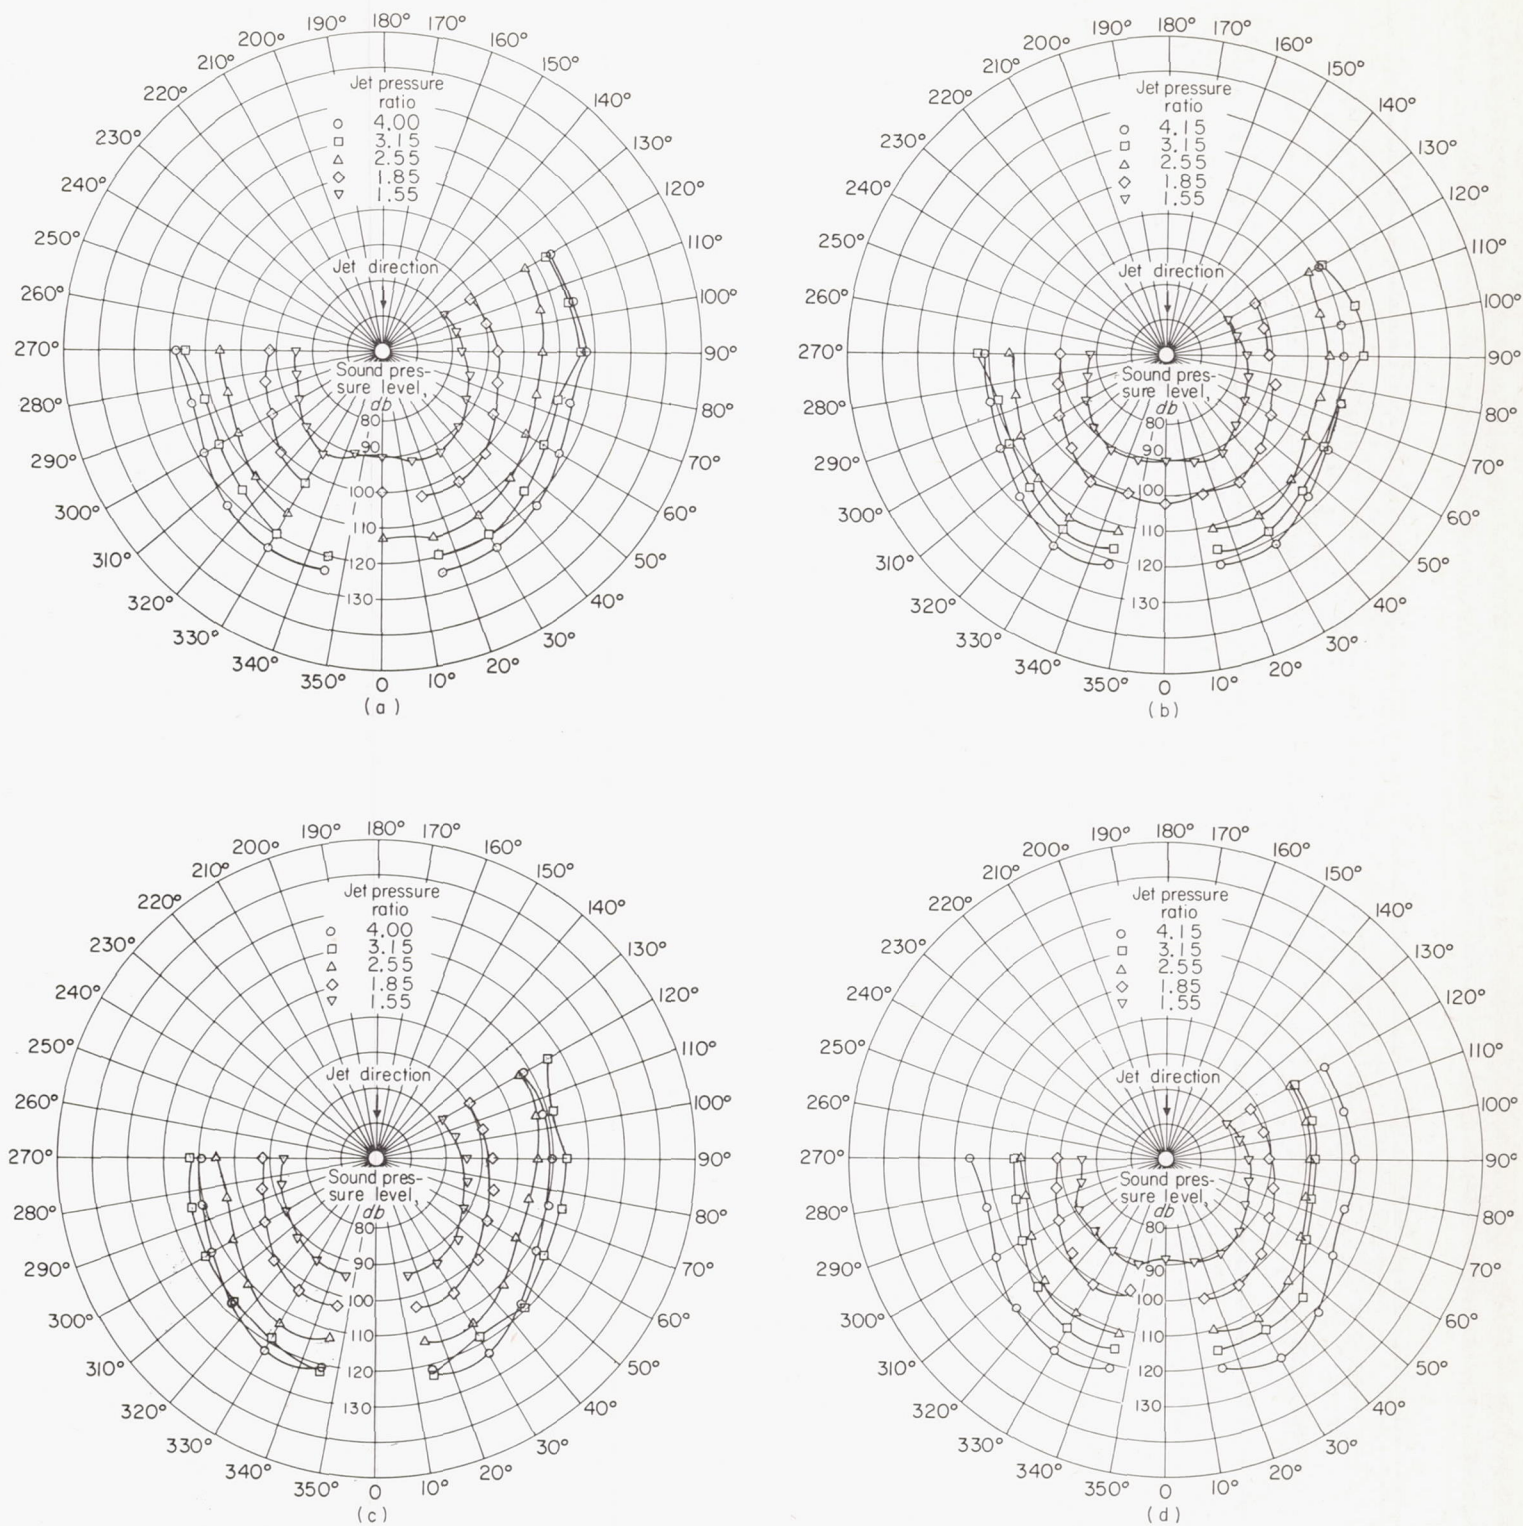 190° 180° 170°
200° 160°
210° 150°
220° 140°
230° 130°
240° 120°
250° 110°
260° 100°
270° 90°
280° 80°
290° 70°
300° 60°
310° 50°
320° 40°
330° 30°
340° 20°
350° 0 10°
Jet pressure
ratio
○ 4.00
□ 3.15
△ 2.55
◇ 1.85
▽ 1.55
Jet direction
Sound pres-
sure level,
db
80
90
100
110
120
130
(a)
190° 180° 170°
200° 160°
210° 150°
220° 140°
230° 130°
240° 120°
250° 110°
260° 100°
270° 90°
280° 80°
290° 70°
300° 60°
310° 50°
320° 40°
330° 30°
340° 20°
350° 0 10°
Jet pressure
ratio
○ 4.15
□ 3.15
△ 2.55
◇ 1.85
▽ 1.55
Jet direction
Sound pres-
sure level,
db
80
90
100
110
120
130
(b)
190° 180° 170°
200° 160°
210° 150°
220° 140°
230° 130°
240° 120°
250° 110°
260° 100°
270° 90°
280° 80°
290° 70°
300° 60°
310° 50°
320° 40°
330° 30°
340° 20°
350° 0 10°
Jet pressure
ratio
○ 4.00
□ 3.15
△ 2.55
◇ 1.85
▽ 1.55
Jet direction
Sound pres-
sure level,
db
80
90
100
110
120
130
(c)
190° 180° 170°
200° 160°
210° 150°
220° 140°
230° 130°
240° 120°
250° 110°
260° 100°
270° 90°
280° 80°
290° 70°
300° 60°
310° 50°
320° 40°
330° 30°
340° 20°
350° 0 10°
Jet pressure
ratio
○ 4.15
□ 3.15
△ 2.55
◇ 1.85
▽ 1.55
Jet direction
Sound pres-
sure level,
db
80
90
100
110
120
130
(d)